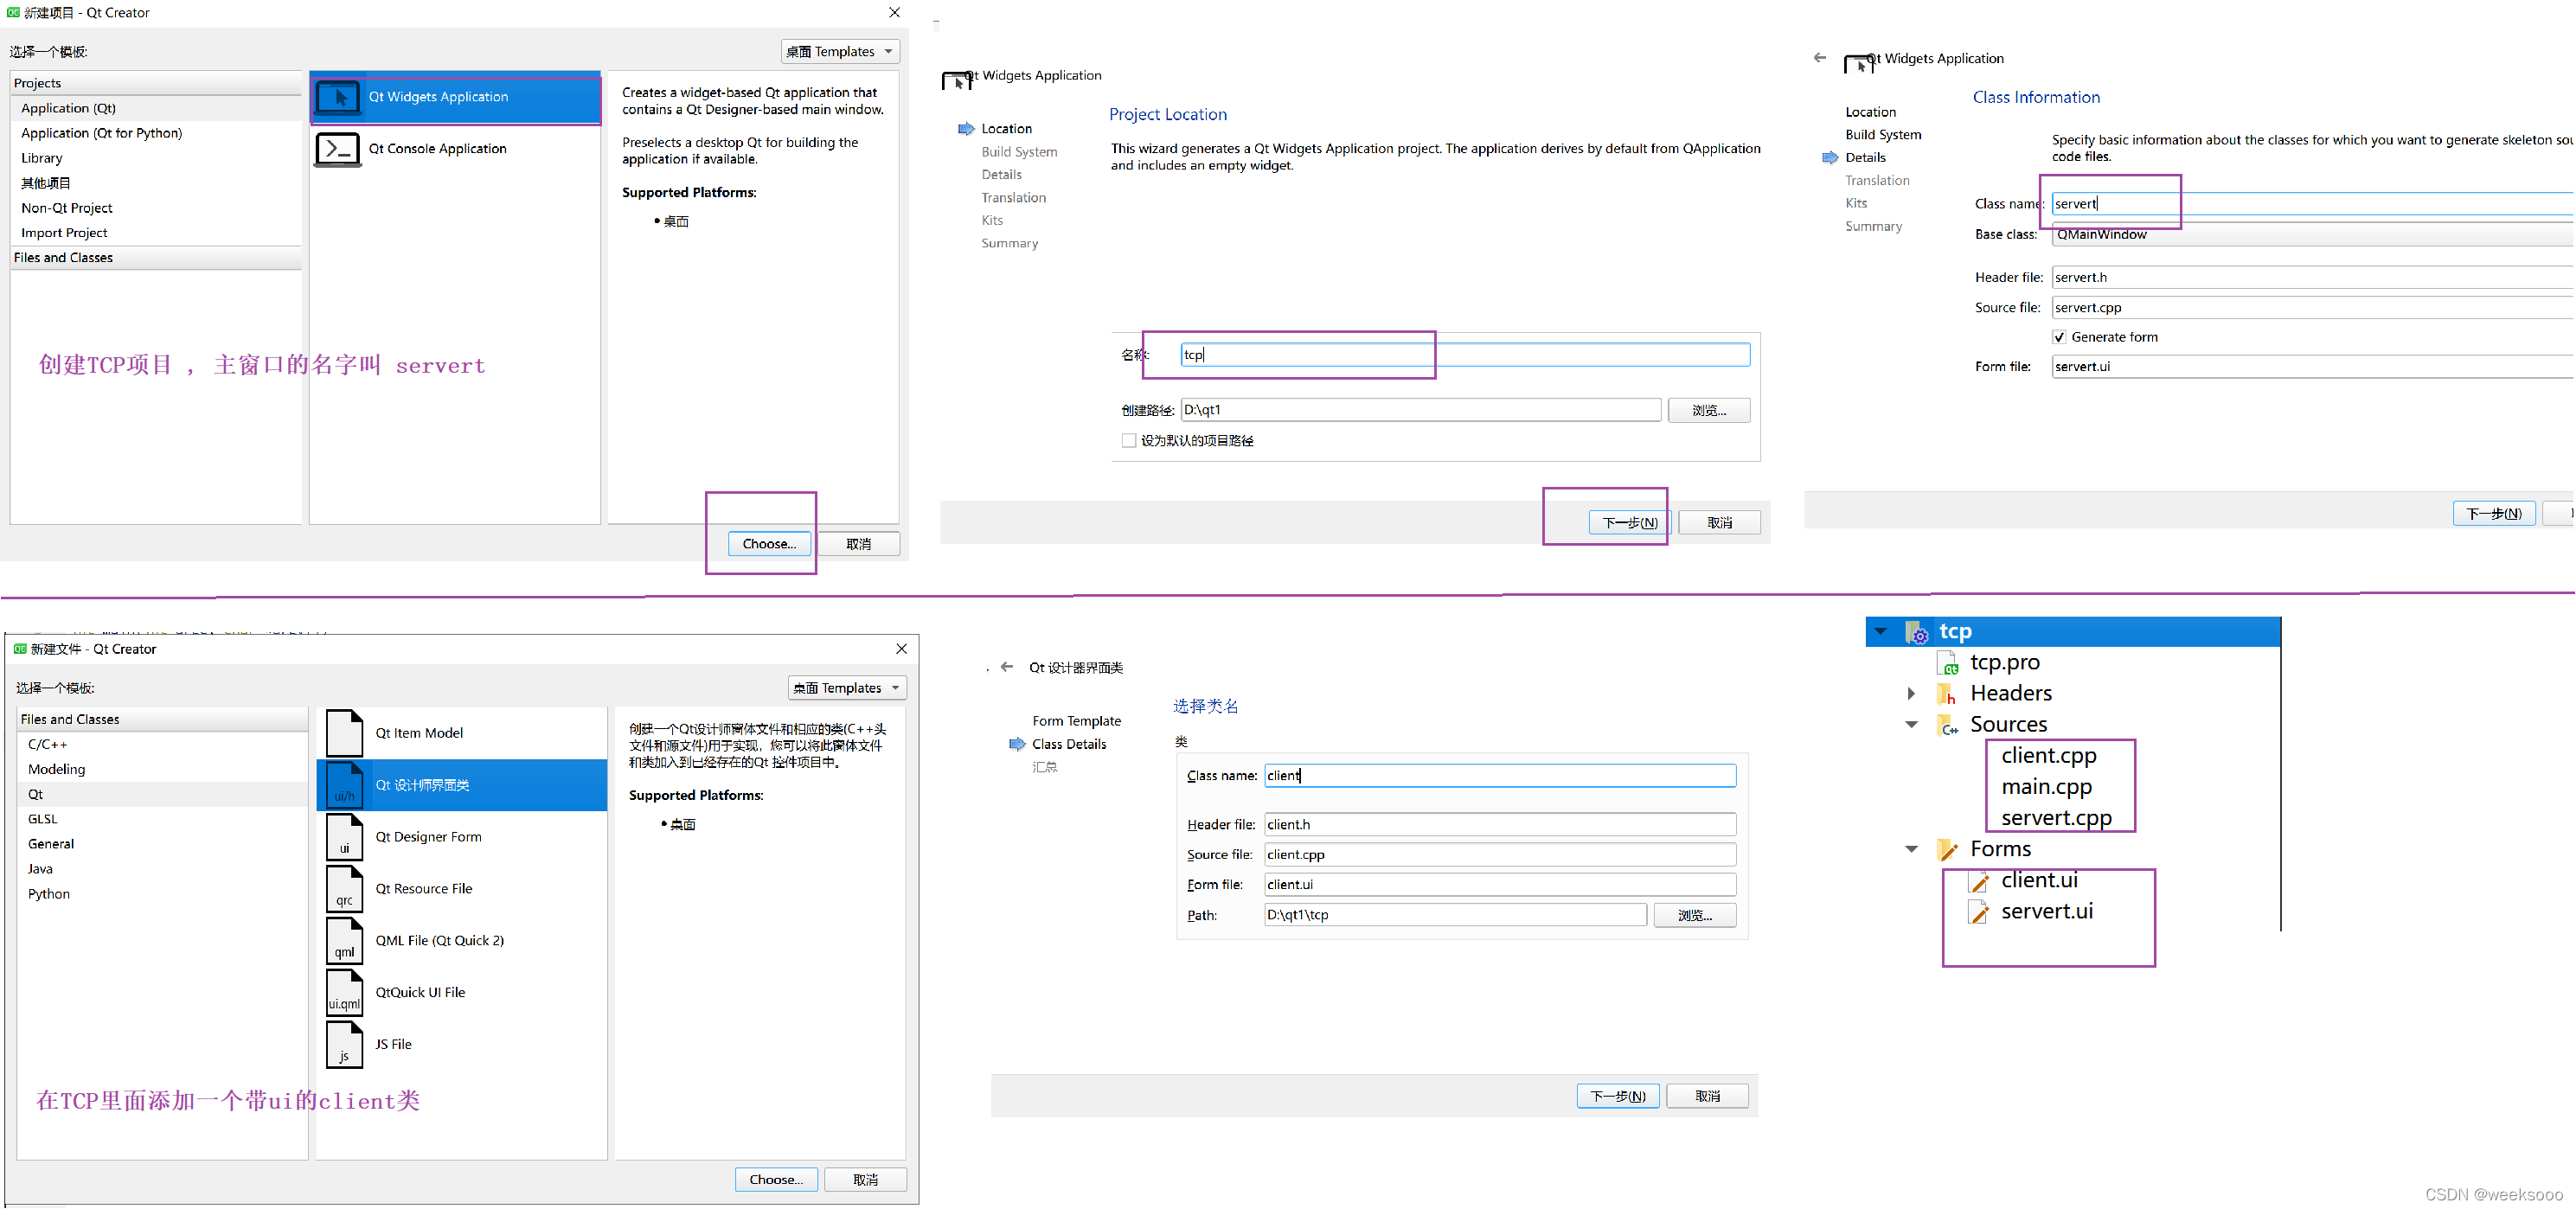 新建项目 - Qt Creator
选择一个模板:
桌面 Templates
Projects
Application (Qt)
Application (Qt for Python)
Library
其他项目
Non-Qt Project
Import Project
Files and Classes
Qt Widgets Application
Qt Console Application
Creates a widget-based Qt application that
contains a Qt Designer-based main window.
Preselects a desktop Qt for building the
application if available.
Supported Platforms:
• 桌面
创建TCP项目 , 主窗口的名字叫 servert
Choose...
取消
Qt Widgets Application
Location
Build System
Details
Translation
Kits
Summary
Project Location
This wizard generates a Qt Widgets Application project. The application derives by default from QApplication
and includes an empty widget.
名称:
tcp
创建路径:
D:\qt1
浏览...
设为默认的项目路径
下一步(N)
取消
Qt Widgets Application
Location
Build System
Details
Translation
Kits
Summary
Class Information
Specify basic information about the classes for which you want to generate skeleton sou
code files.
Class name:
servert
Base class:
QMainWindow
Header file:
servert.h
Source file:
servert.cpp
Generate form
Form file:
servert.ui
下一步(N)
新建文件 - Qt Creator
选择一个模板:
桌面 Templates
Files and Classes
C/C++
Modeling
Qt
GLSL
General
Java
Python
Qt Item Model
ui/h
Qt 设计师界面类
ui
Qt Designer Form
qrc
Qt Resource File
qml
QML File (Qt Quick 2)
ui.qml
QtQuick UI File
js
JS File
创建一个Qt设计师窗体文件和相应的类(C++头
文件和源文件)用于实现，您可以将此窗体文件
和类加入到已经存在的Qt 控件项目中。
Supported Platforms:
• 桌面
在TCP里面添加一个带ui的client类
Choose...
取消
Qt 设计器界面类
Form Template
Class Details
汇总
选择类名
类
Class name:
client
Header file:
client.h
Source file:
client.cpp
Form file:
client.ui
Path:
D:\qt1\tcp
浏览...
下一步(N)
取消
tcp
tcp.pro
Headers
Sources
client.cpp
main.cpp
servert.cpp
Forms
client.ui
servert.ui
CSDN @weeksooo